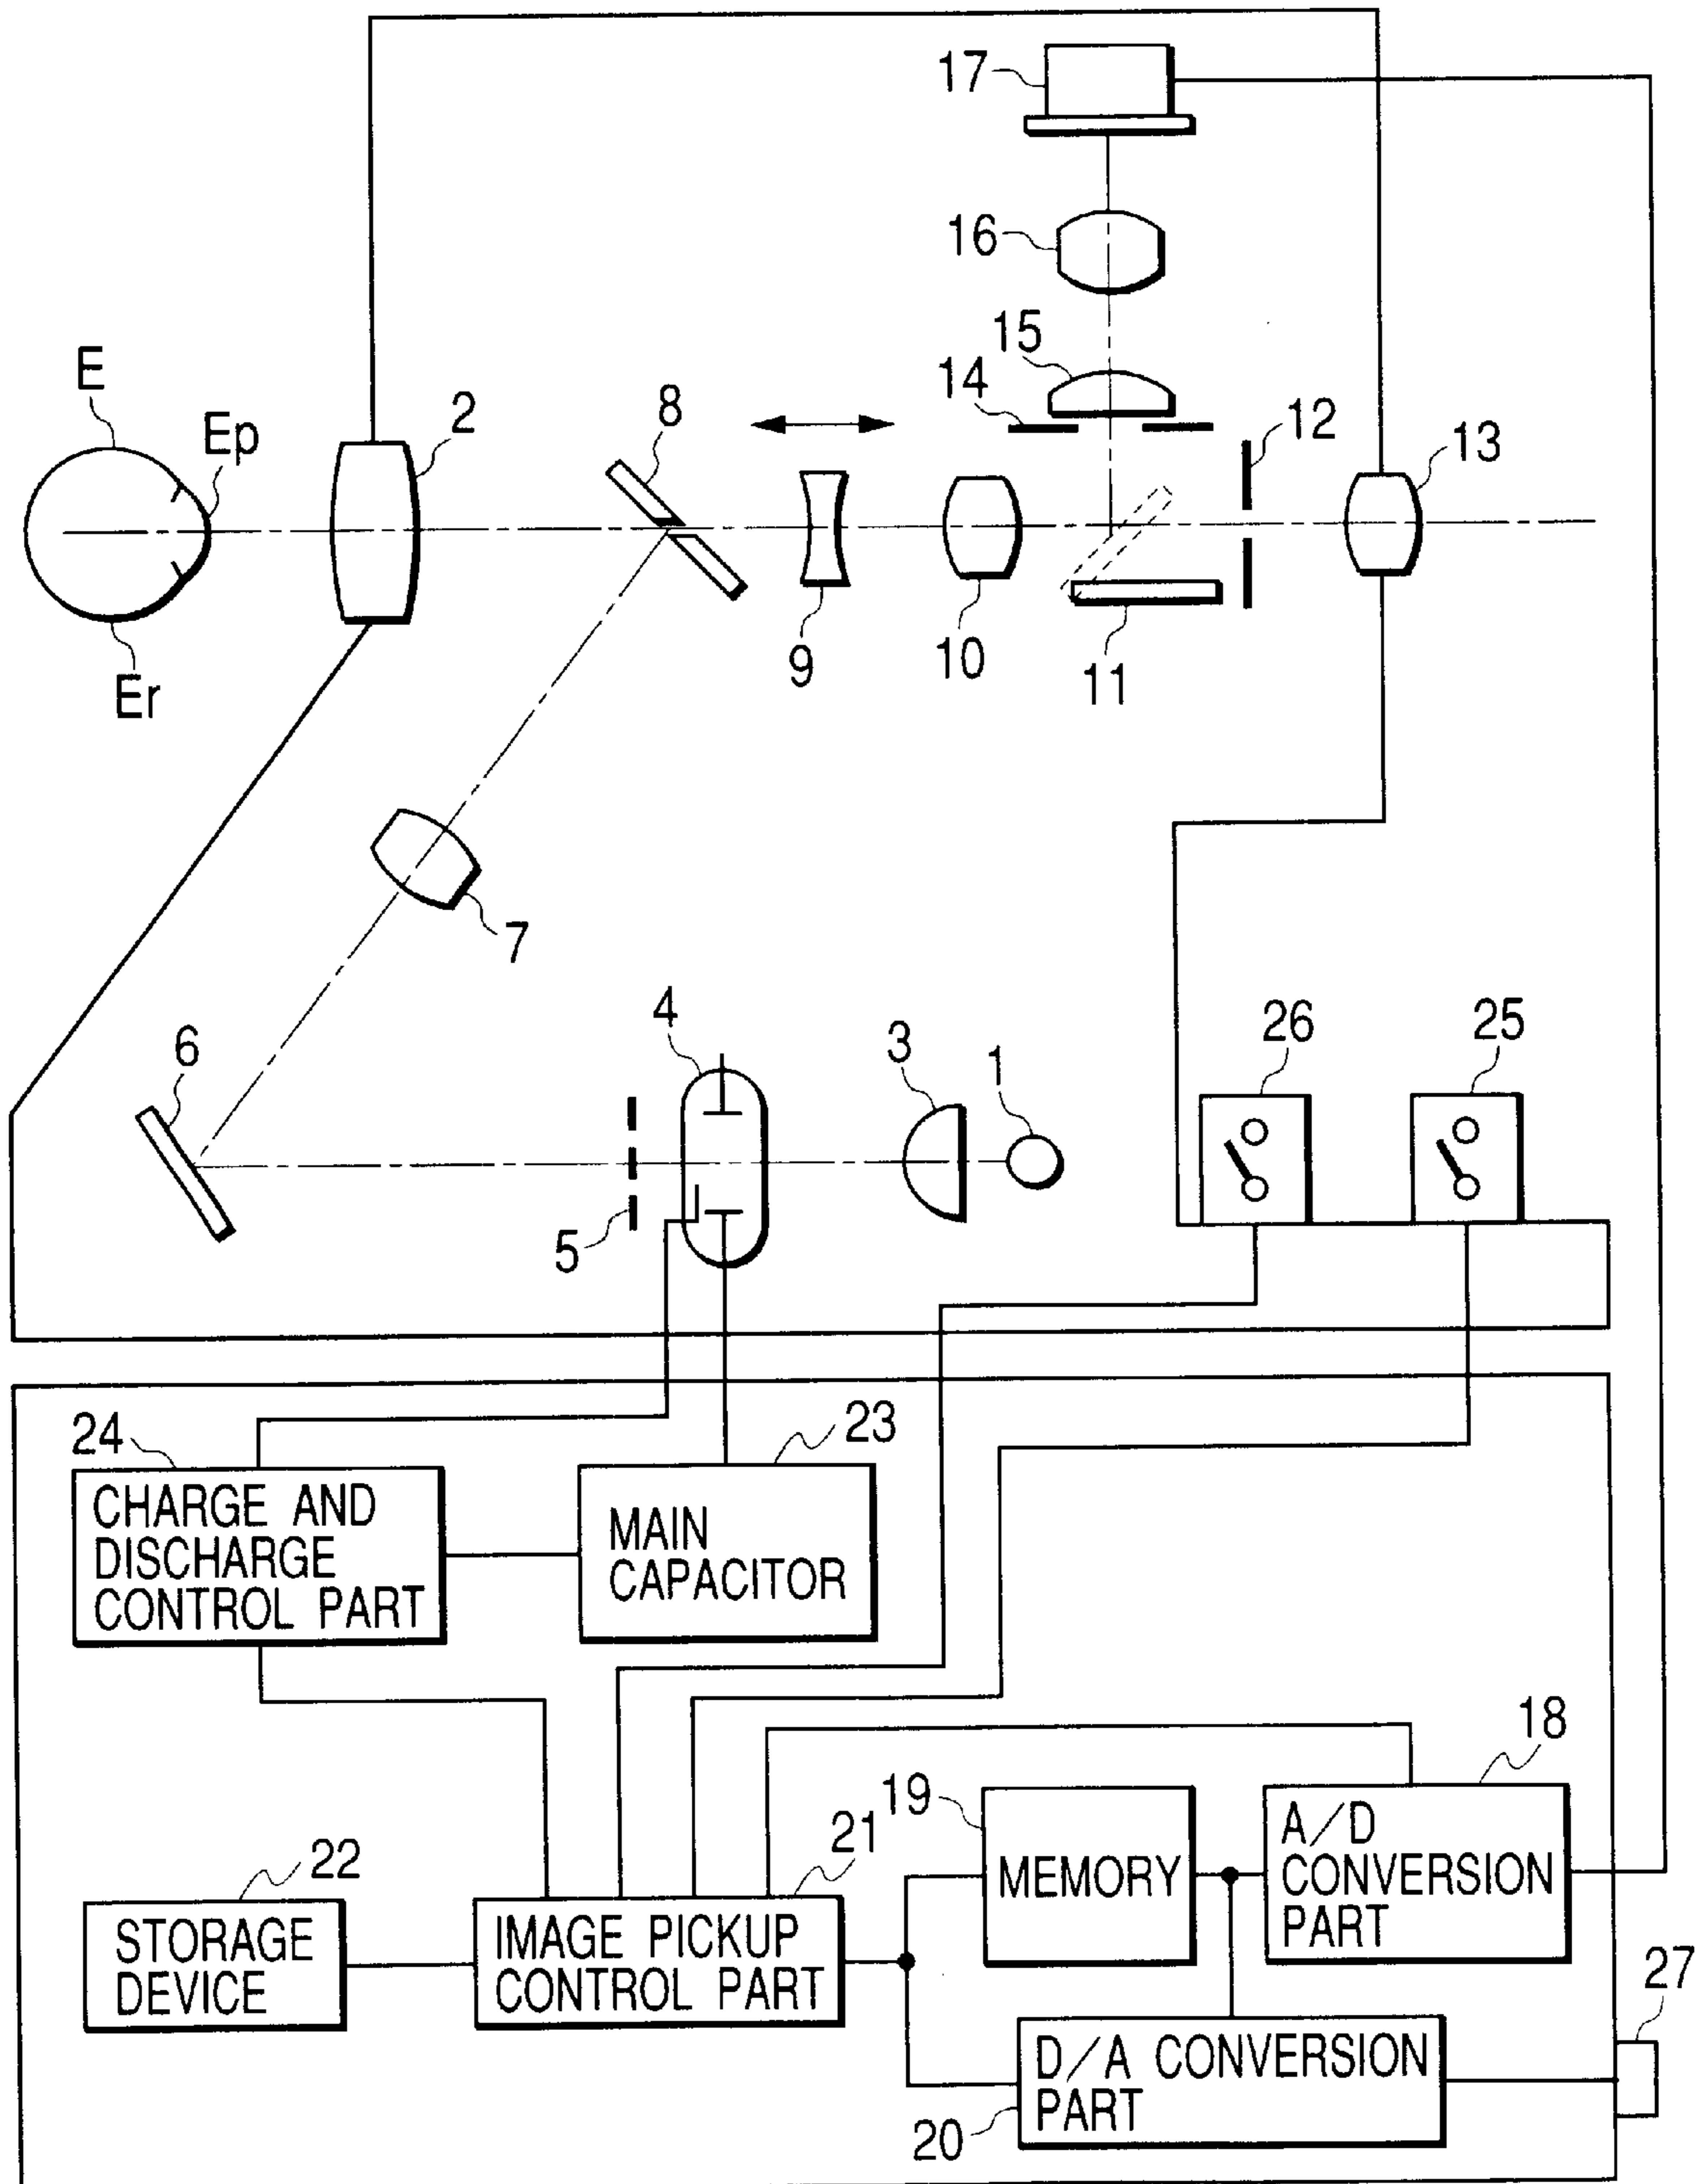 17
16
15
14
E
Ep
2
8
12
13
Er
9
10
11
7
6
4
3
1
26
25
5
24
23
CHARGE AND
DISCHARGE
CONTROL PART
MAIN
CAPACITOR
18
19
A/D
CONVERSION
PART
MEMORY
22
21
STORAGE
DEVICE
IMAGE PICKUP
CONTROL PART
27
D/A CONVERSION
PART
20